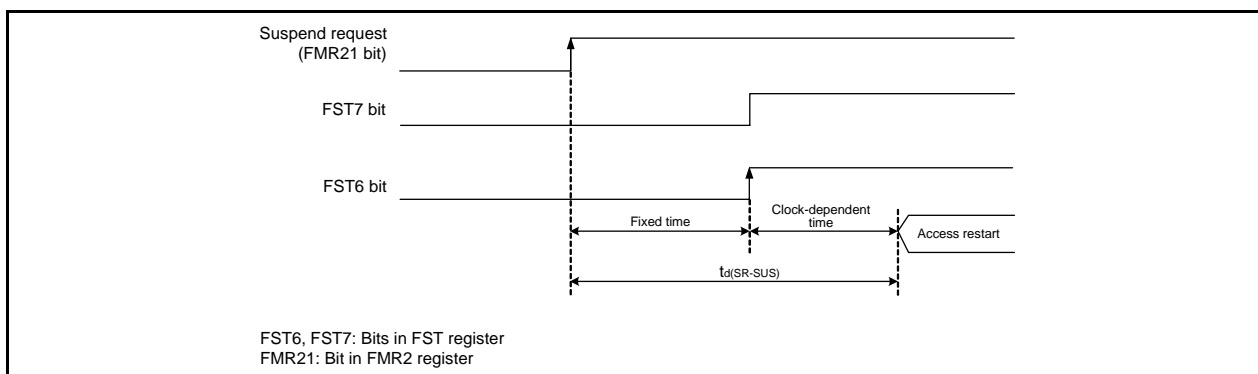 Suspend request
(FMR21 bit)
FST7 bit
FST6 bit
Fixed time
Clock-dependent
time
Access restart
td(SR-SUS)
FST6, FST7: Bits in FST register
FMR21: Bit in FMR2 register